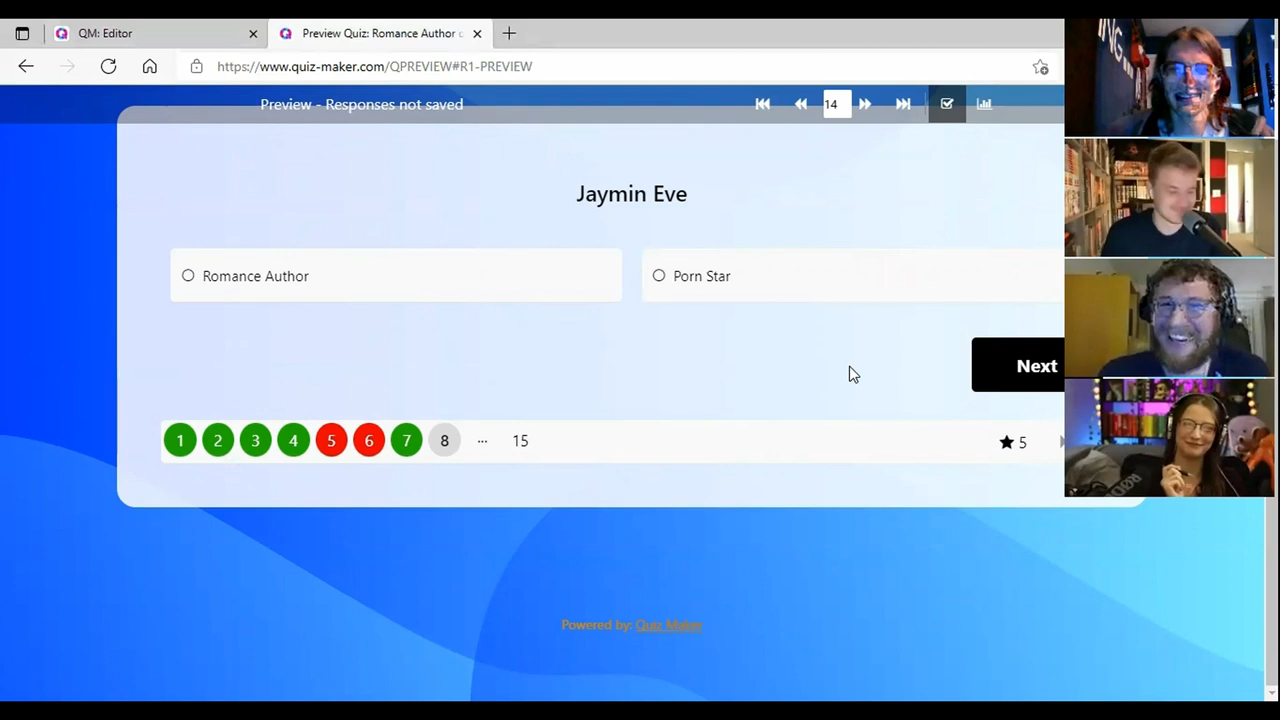 QM: Editor
Preview Quiz: Romance Author
https://www.quiz-maker.com/QPREVIEW#R1-PREVIEW
Preview - Responses not saved
14
Jaymin Eve
Romance Author
Porn Star
Next
1 2 3 4 5 6 7 8 ... 15
5
Powered by: Quiz Maker